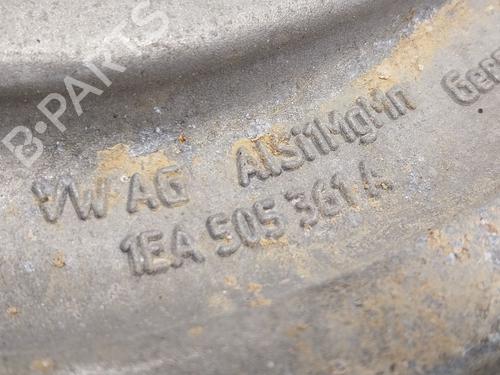 B-PARTS
VW AG AlSi1MgMn Ger
1EA 505 361 A